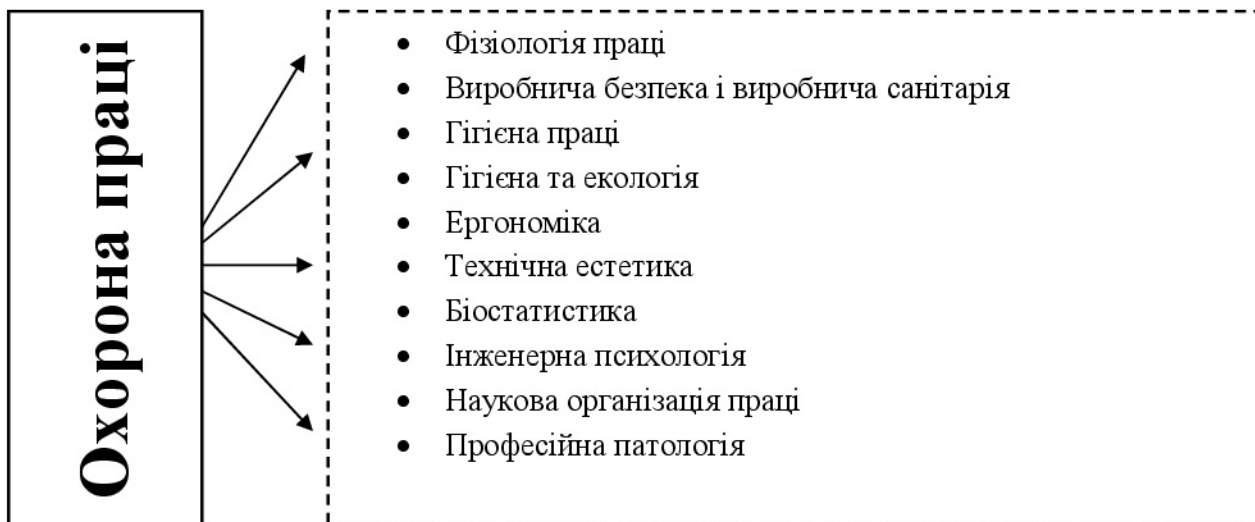 Охорона праці
• Фізіологія праці
• Виробнича безпека і виробнича санітарія
• Гігієна праці
• Гігієна та екологія
• Ергономіка
• Технічна естетика
• Біостатистика
• Інженерна психологія
• Наукова організація праці
• Професійна патологія